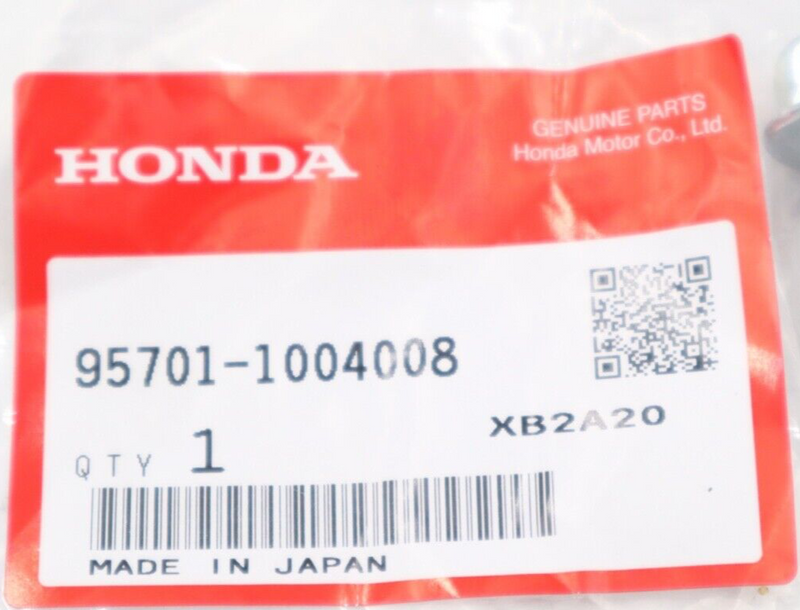 HONDA
GENUINE PARTS
Honda Motor Co., Ltd.
95701-1004008
XB2A20
QTY 1
MADE IN JAPAN